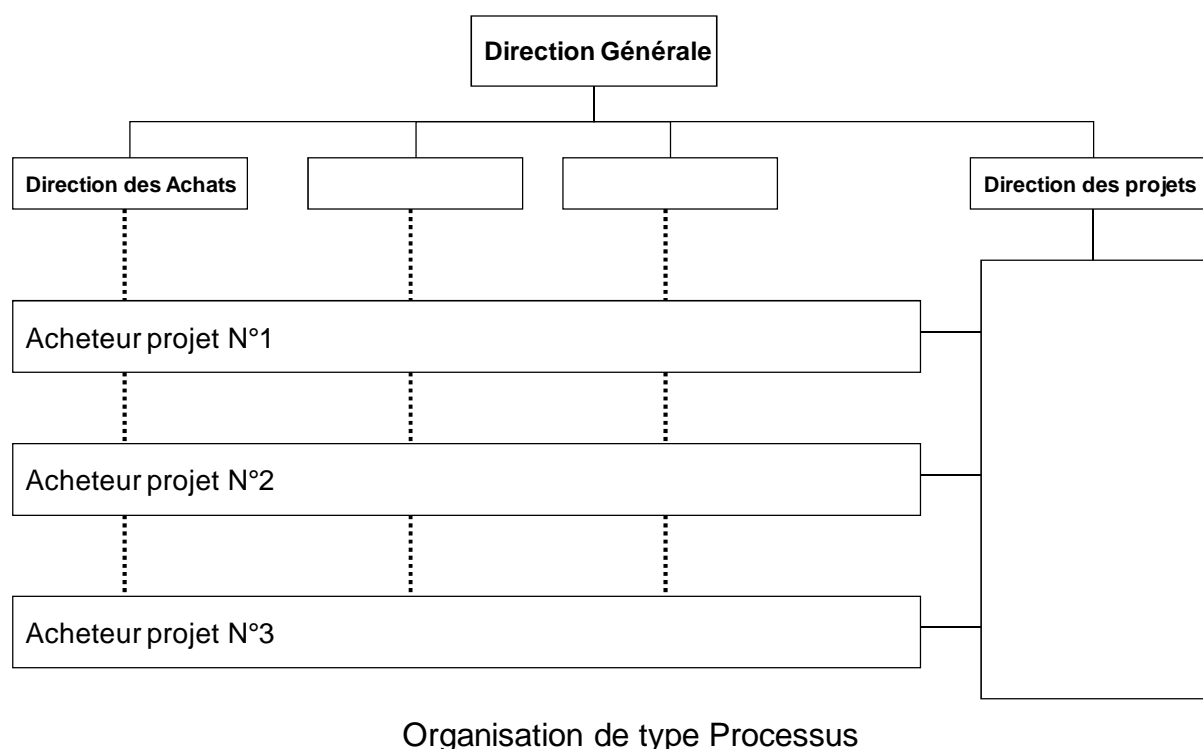 Direction Générale
Direction des Achats
Direction des projets
Acheteur projet N°1
Acheteur projet N°2
Acheteur projet N°3
Organisation de type Processus